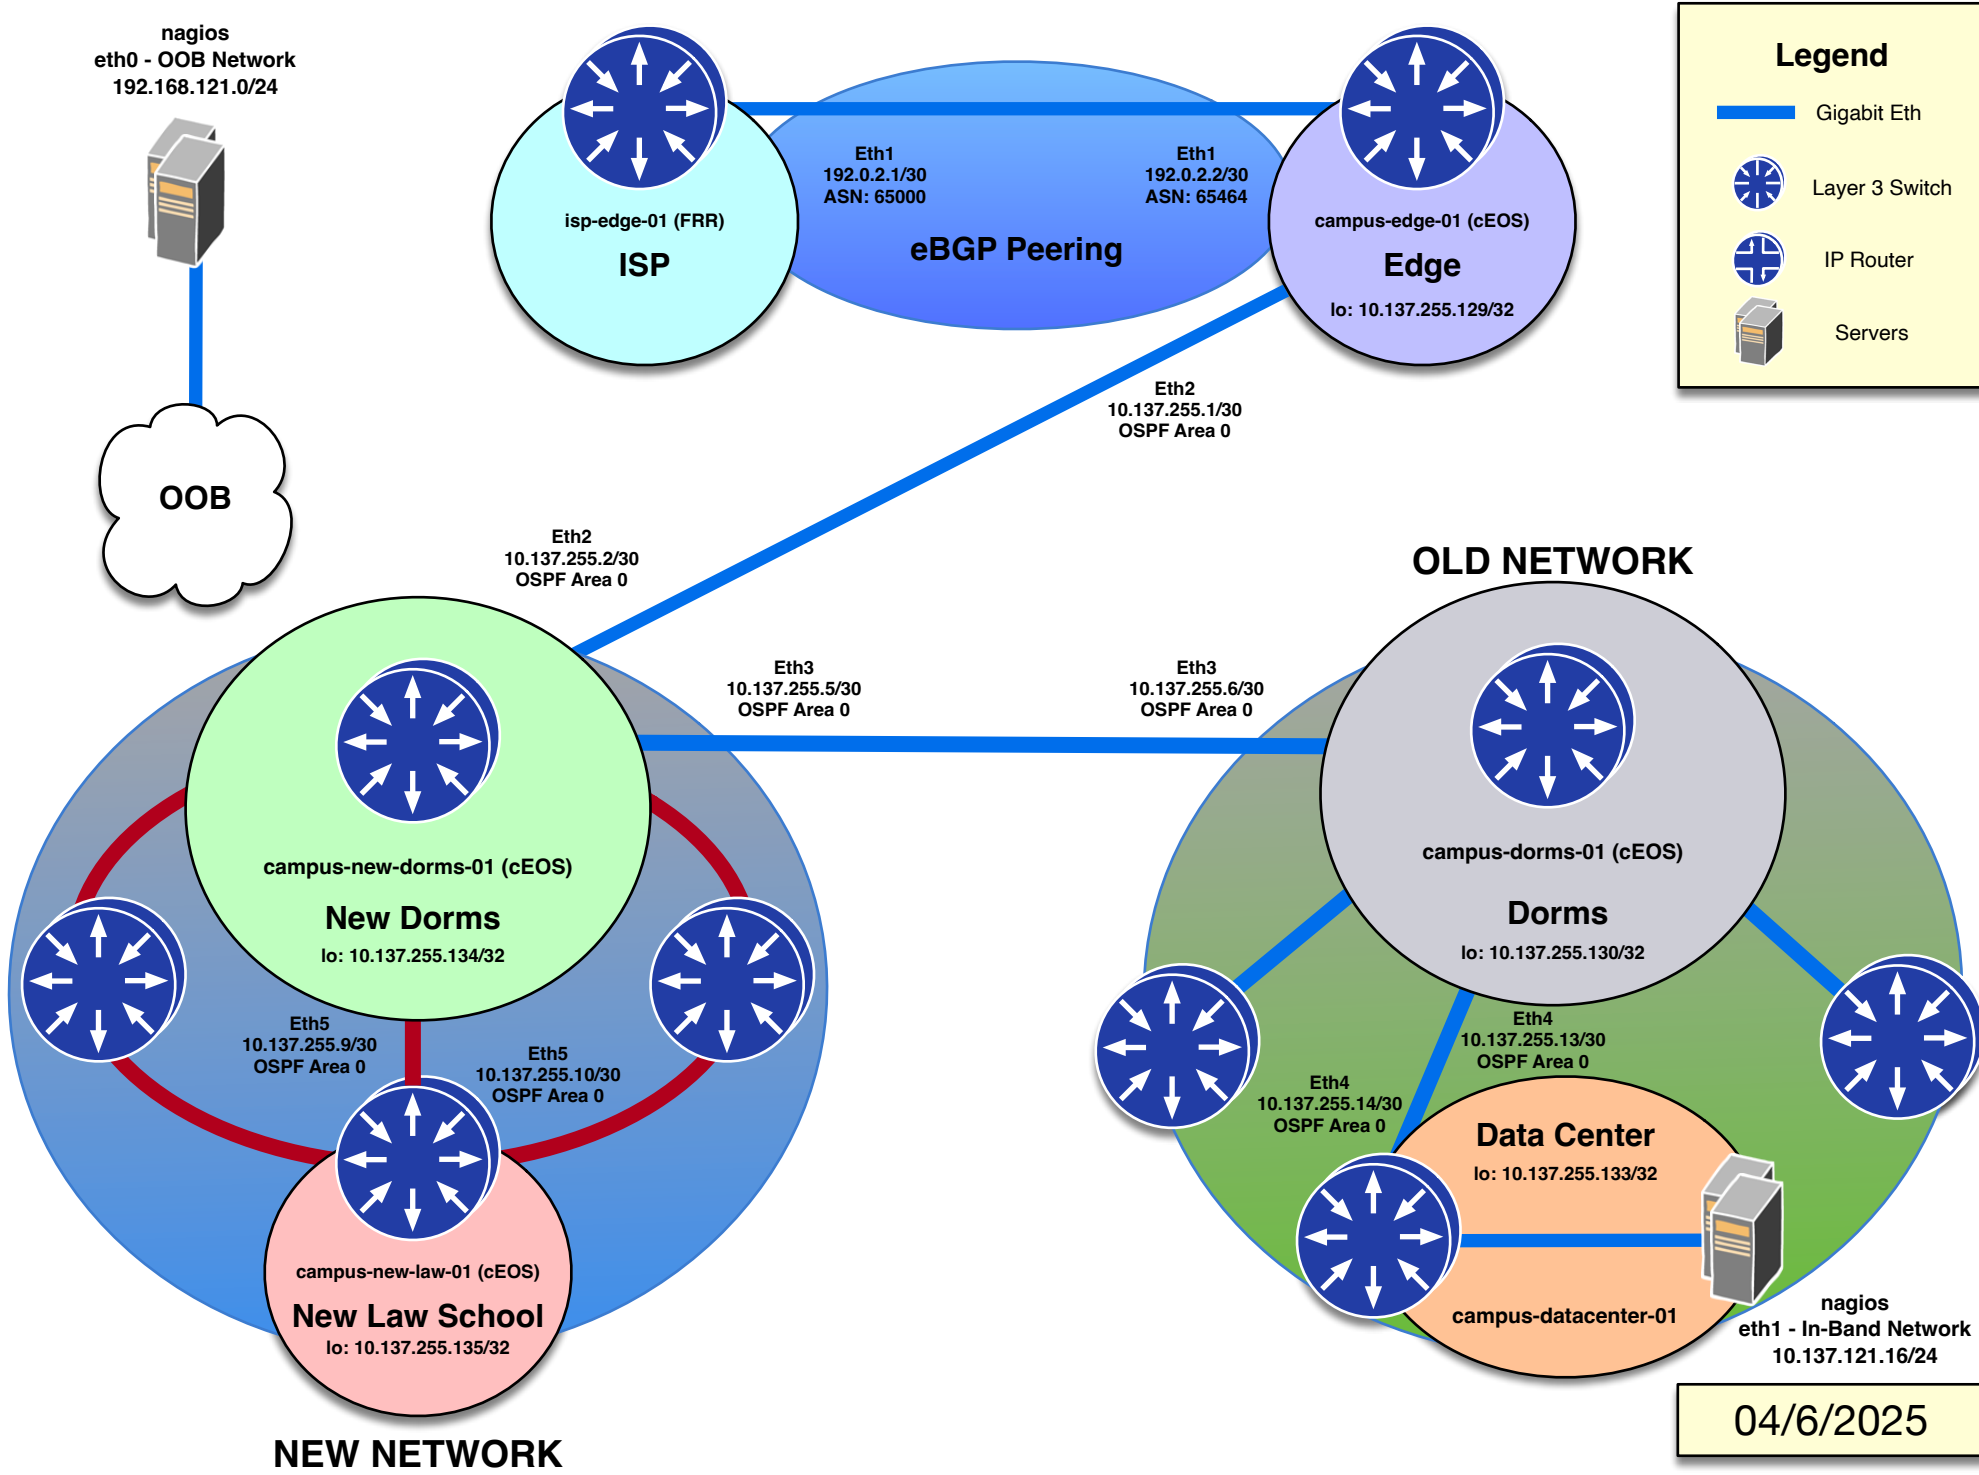 nagios
eth0 - OOB Network
192.168.121.0/24
OOB
Eth1
192.0.2.1/30
ASN: 65000
Eth1
192.0.2.2/30
ASN: 65464
eBGP Peering
isp-edge-01 (FRR)
ISP
campus-edge-01 (cEOS)
Edge
lo: 10.137.255.129/32
Legend
Gigabit Eth
Layer 3 Switch
IP Router
Servers
Eth2
10.137.255.1/30
OSPF Area 0
Eth2
10.137.255.2/30
OSPF Area 0
Eth3
10.137.255.5/30
OSPF Area 0
Eth3
10.137.255.6/30
OSPF Area 0
OLD NETWORK
campus-new-dorms-01 (cEOS)
New Dorms
lo: 10.137.255.134/32
Eth5
10.137.255.9/30
OSPF Area 0
Eth5
10.137.255.10/30
OSPF Area 0
campus-new-law-01 (cEOS)
New Law School
lo: 10.137.255.135/32
NEW NETWORK
campus-dorms-01 (cEOS)
Dorms
lo: 10.137.255.130/32
Eth4
10.137.255.13/30
OSPF Area 0
Eth4
10.137.255.14/30
OSPF Area 0
Data Center
lo: 10.137.255.133/32
campus-datacenter-01
nagios
eth1 - In-Band Network
10.137.121.16/24
04/6/2025